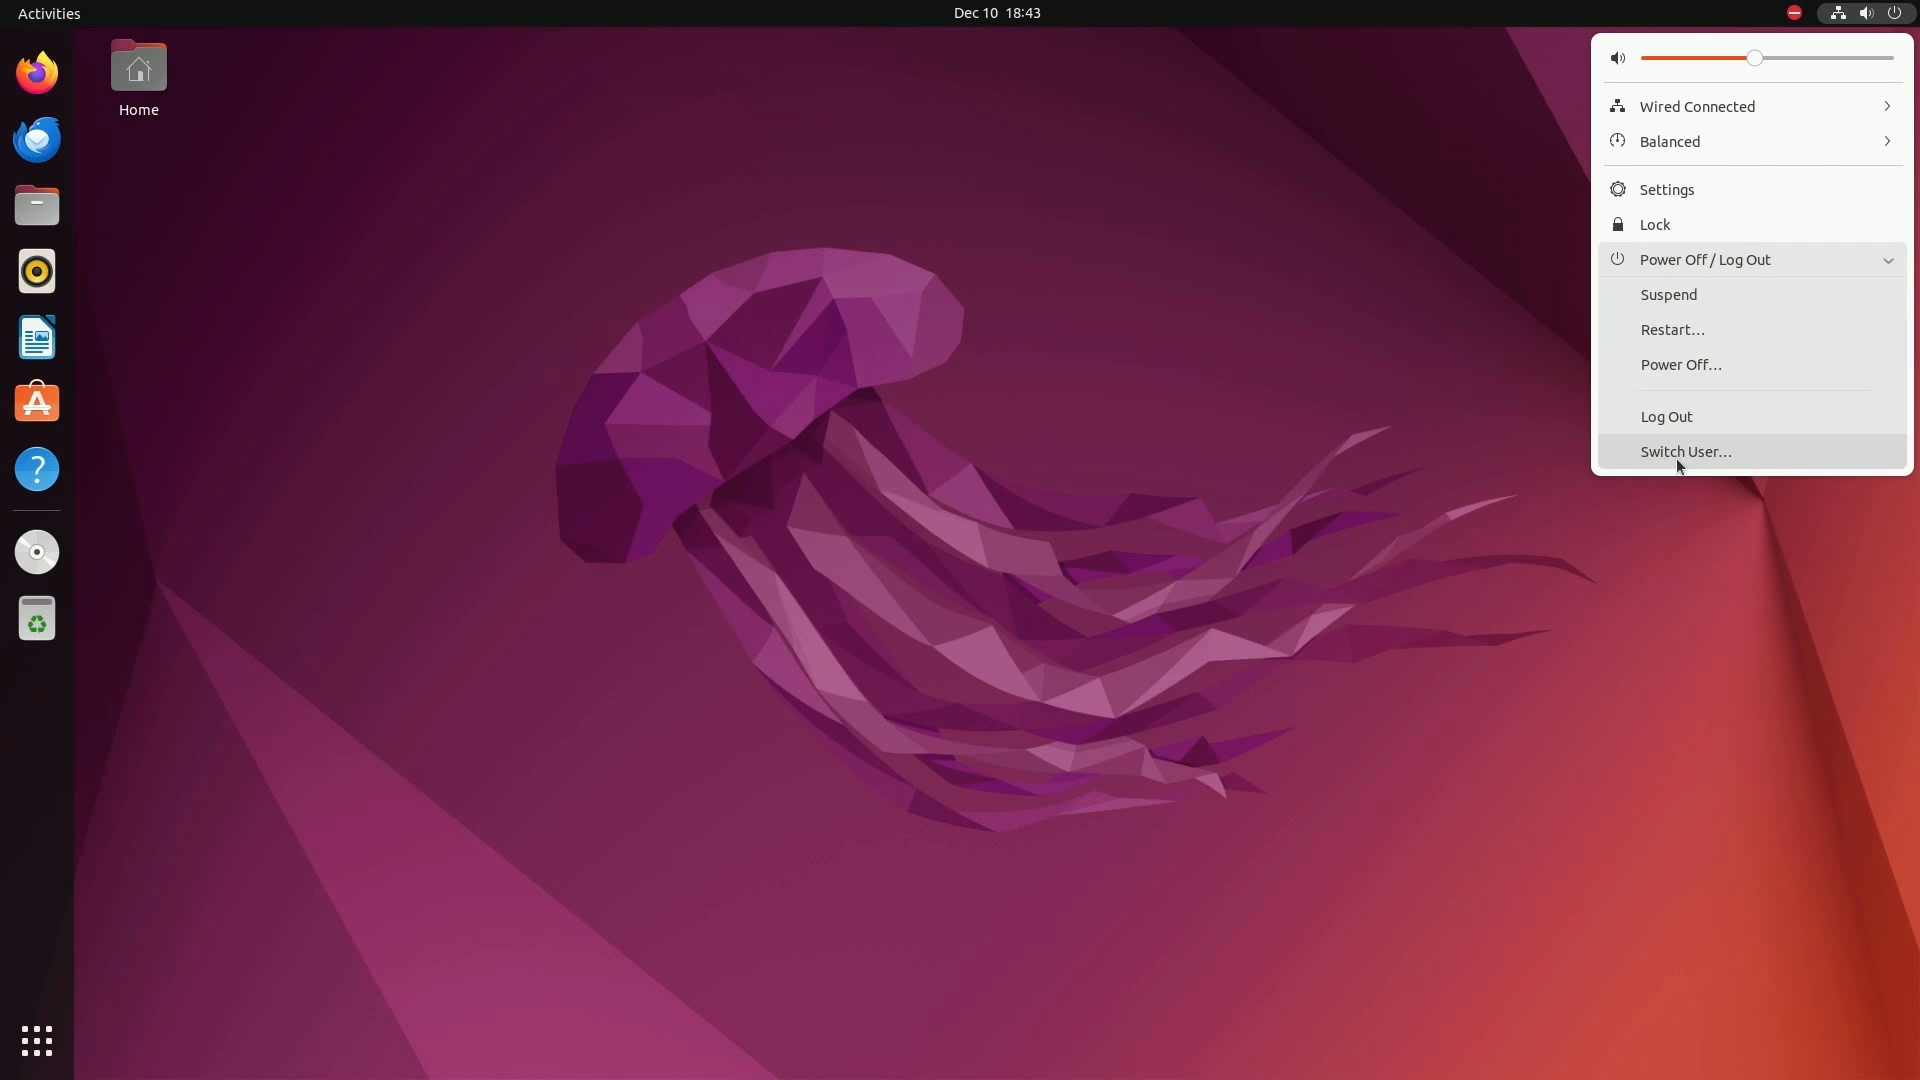 Activities
Dec 10 18:43
Home
Wired Connected
Balanced
Settings
Lock
Power Off / Log Out
Suspend
Restart…
Power Off…
Log Out
Switch User…